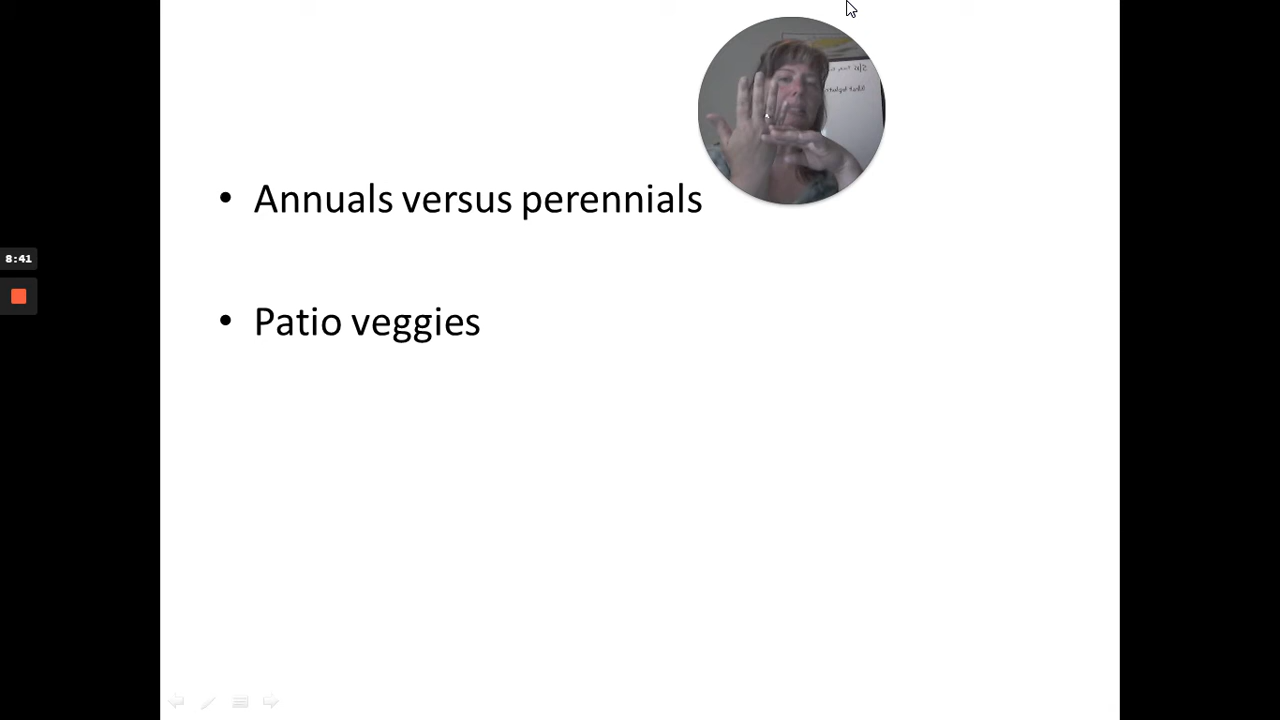 • Annuals versus perennials
8:41
• Patio veggies